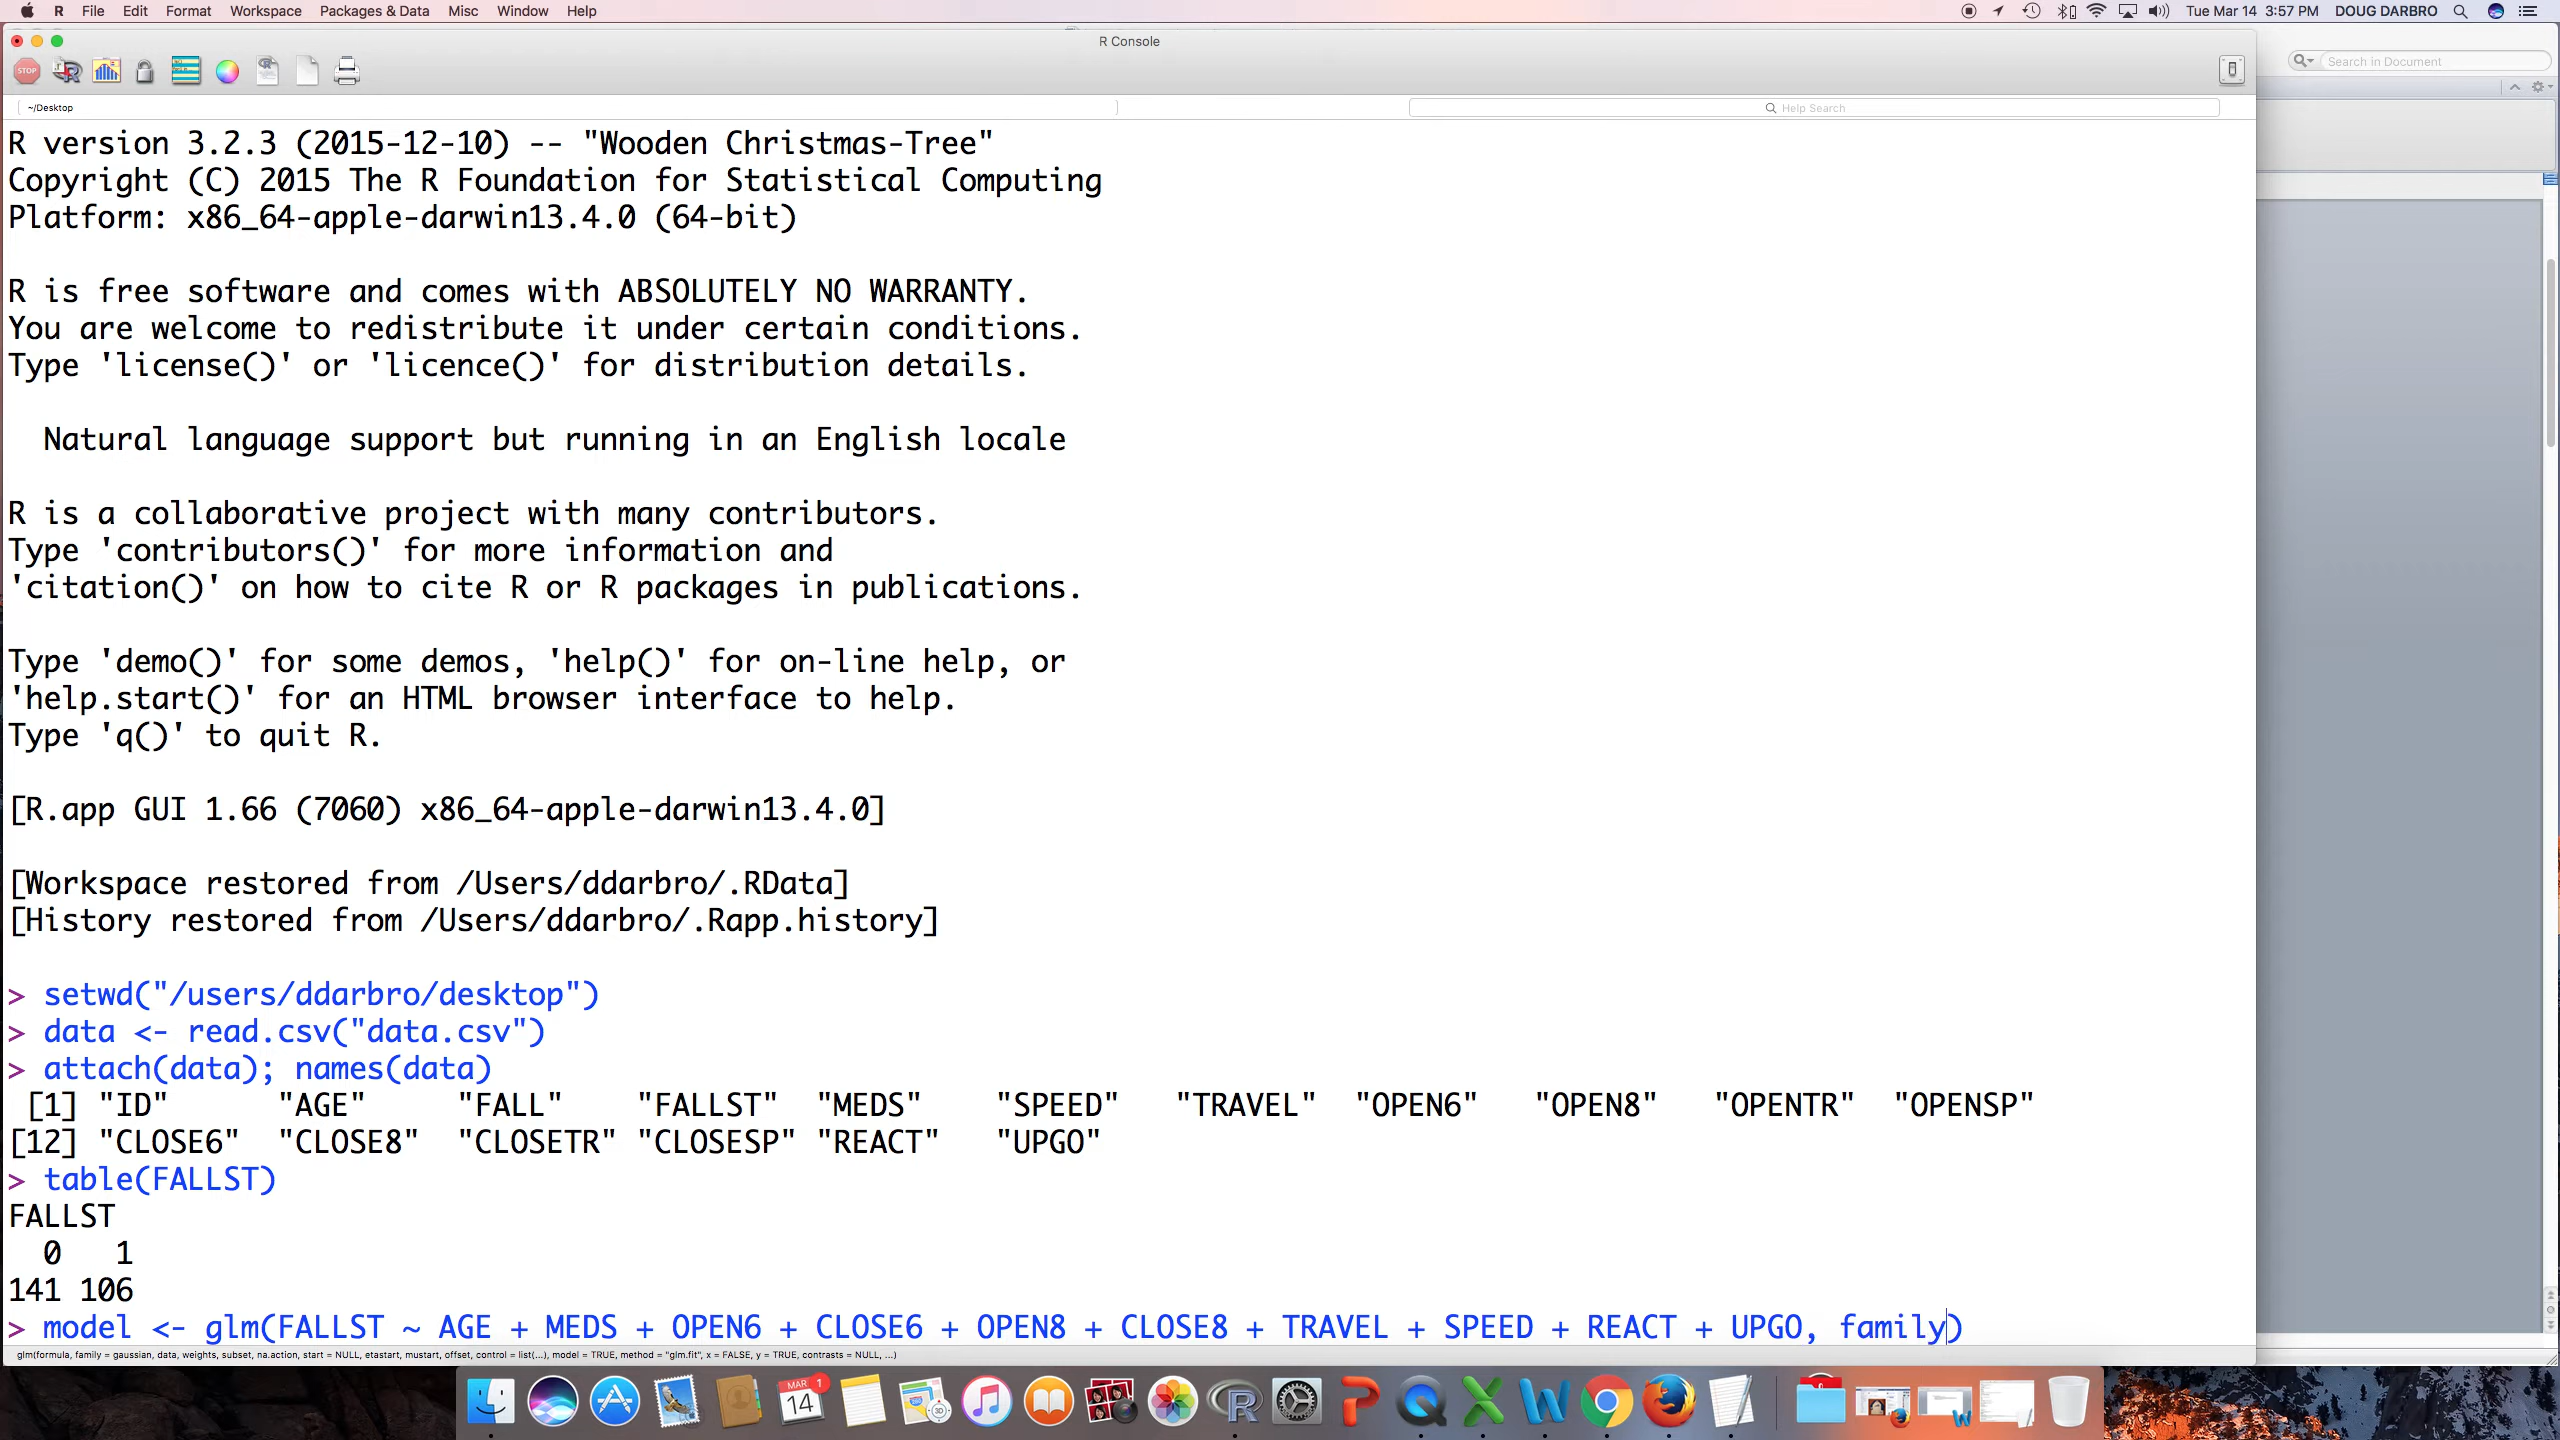 R File Edit Format Workspace Packages & Data Misc Window Help Tue Mar 14 3:57 PM DOUG DARBRO
R Console
Search in Document
STOP
~/Desktop
Help Search
R version 3.2.3 (2015-12-10) -- "Wooden Christmas-Tree"
Copyright (C) 2015 The R Foundation for Statistical Computing
Platform: x86_64-apple-darwin13.4.0 (64-bit)
R is free software and comes with ABSOLUTELY NO WARRANTY.
You are welcome to redistribute it under certain conditions.
Type 'license()' or 'licence()' for distribution details.
Natural language support but running in an English locale
R is a collaborative project with many contributors.
Type 'contributors()' for more information and
'citation()' on how to cite R or R packages in publications.
Type 'demo()' for some demos, 'help()' for on-line help, or
'help.start()' for an HTML browser interface to help.
Type 'q()' to quit R.
[R.app GUI 1.66 (7060) x86_64-apple-darwin13.4.0]
[Workspace restored from /Users/ddarbro/.RData]
[History restored from /Users/ddarbro/.Rapp.history]
> setwd("/users/ddarbro/desktop")
> data <- read.csv("data.csv")
> attach(data); names(data)
[1] "ID" "AGE" "FALL" "FALLST" "MEDS" "SPEED" "TRAVEL" "OPEN6" "OPEN8" "OPENTR" "OPENSP"
[12] "CLOSE6" "CLOSE8" "CLOSETR" "CLOSESP" "REACT" "UPGO"
> table(FALLST)
FALLST
0 1
141 106
> model <- glm(FALLST ~ AGE + MEDS + OPEN6 + CLOSE6 + OPEN8 + CLOSE8 + TRAVEL + SPEED + REACT + UPGO, family)
glm(formula, family = gaussian, data, weights, subset, na.action, start = NULL, etastart, mustart, offset, control = list(...), model = TRUE, method = "glm.fit", x = FALSE, y = TRUE, contrasts = NULL, ...)
MAR 1
14
3D